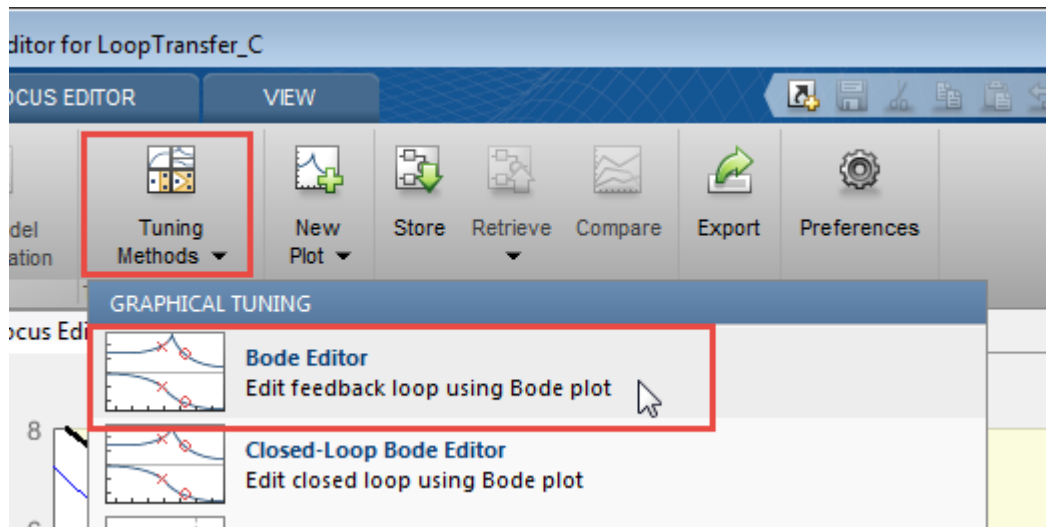 ditor for LoopTransfer_C
OCUS EDITOR VIEW
del
ation
Tuning
Methods
New
Plot
Store
Retrieve
Compare
Export
Preferences
GRAPHICAL TUNING
ocus Edi
Bode Editor
Edit feedback loop using Bode plot
8
Closed-Loop Bode Editor
Edit closed loop using Bode plot